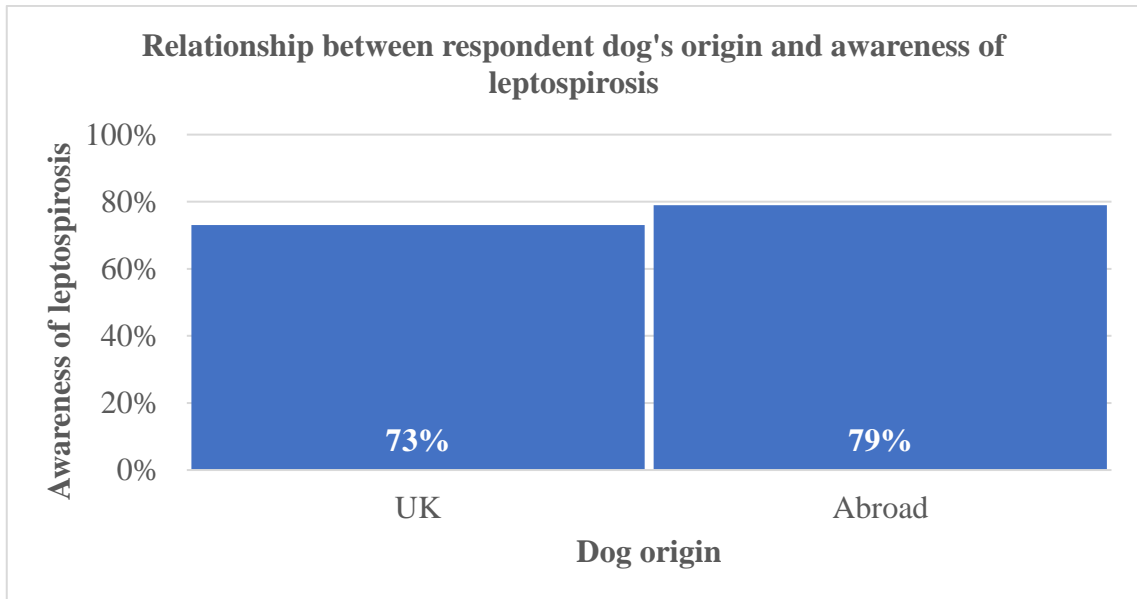 Relationship between respondent dog's origin and awareness of
leptospirosis
Awareness of leptospirosis
100%
80%
60%
40%
20%
0%
73%
79%
UK
Abroad
Dog origin